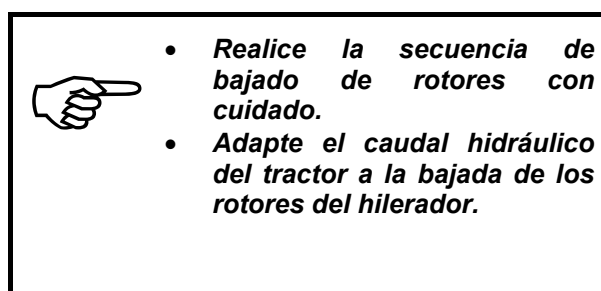 • Realice la secuencia de
bajado de rotores con
cuidado.
• Adapte el caudal hidráulico
del tractor a la bajada de los
rotores del hilerador.